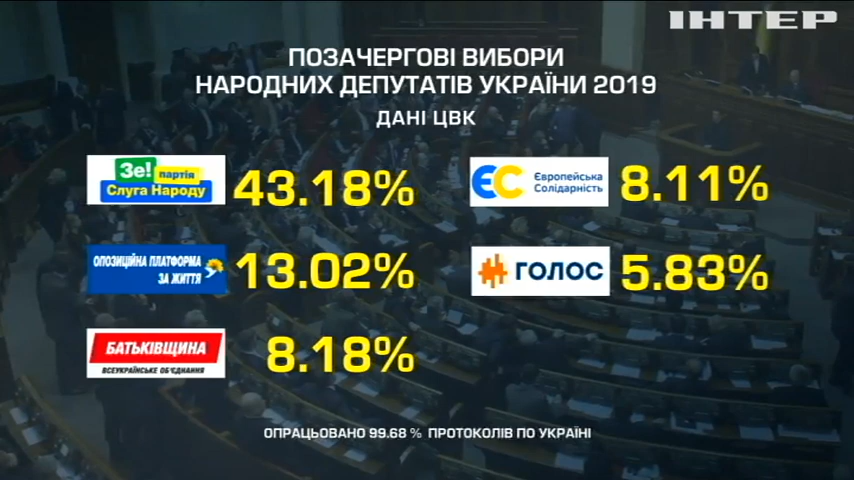 ІНТЕР
ПОЗАЧЕРГОВІ ВИБОРИ
НАРОДНИХ ДЕПУТАТІВ УКРАЇНИ 2019
ДАНІ ЦВК
Зе! партія
Слуга Народу
43.18%
ЄС Європейська
Солідарність
8.11%
ОПОЗИЦІЙНА ПЛАТФОРМА
ЗА ЖИТТЯ
13.02%
ГОЛОС
5.83%
БАТЬКІВЩИНА
ВСЕУКРАЇНСЬКЕ ОБ'ЄДНАННЯ
8.18%
ОПРАЦЬОВАНО 99.68 % ПРОТОКОЛІВ ПО УКРАЇНІ